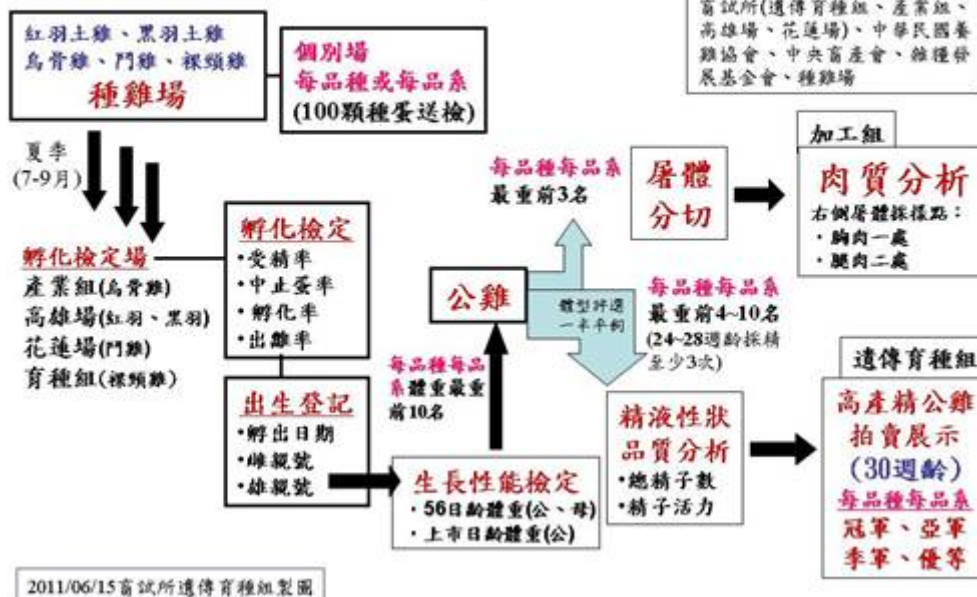 畜試所(遺傳育種組、產業組、
高雄場、花蓮場)、中華民國養
雞協會、中央畜產會、雜糧發
展基金會、種雞場
紅羽土雞、黑羽土雞
烏骨雞、鬥雞、裸頸雞
種雞場
個別場
每品種或每品系
(100顆種蛋送檢)
夏季
(7-9月)
孵化檢定場
產業組(烏骨雞)
高雄場(紅羽、黑羽)
花蓮場(鬥雞)
育種組(裸頸雞)
孵化檢定
•受精率
•中止蛋率
•孵化率
•出雛率
出生登記
•孵出日期
•雌親號
•雄親號
生長性能檢定
・56日齡體重(公、母)
・上市日齡體重(公)
每品種每品
系體重最重
前10名
公雞
每品種每品系
最重前3名
屠體
分切
加工組
肉質分析
右側屠體採樣點：
・胸肉一處
・腿肉二處
體型評選
每品種每品系
最重前4~10名
(24~28週齡採精
至少3次)
精液性狀
品質分析
•總精子數
•精子活力
遺傳育種組
高產精公雞
拍賣展示
(30週齡)
每品種每品系
冠軍、亞軍
季軍、優等
2011/06/15畜試所遺傳育種組製圖